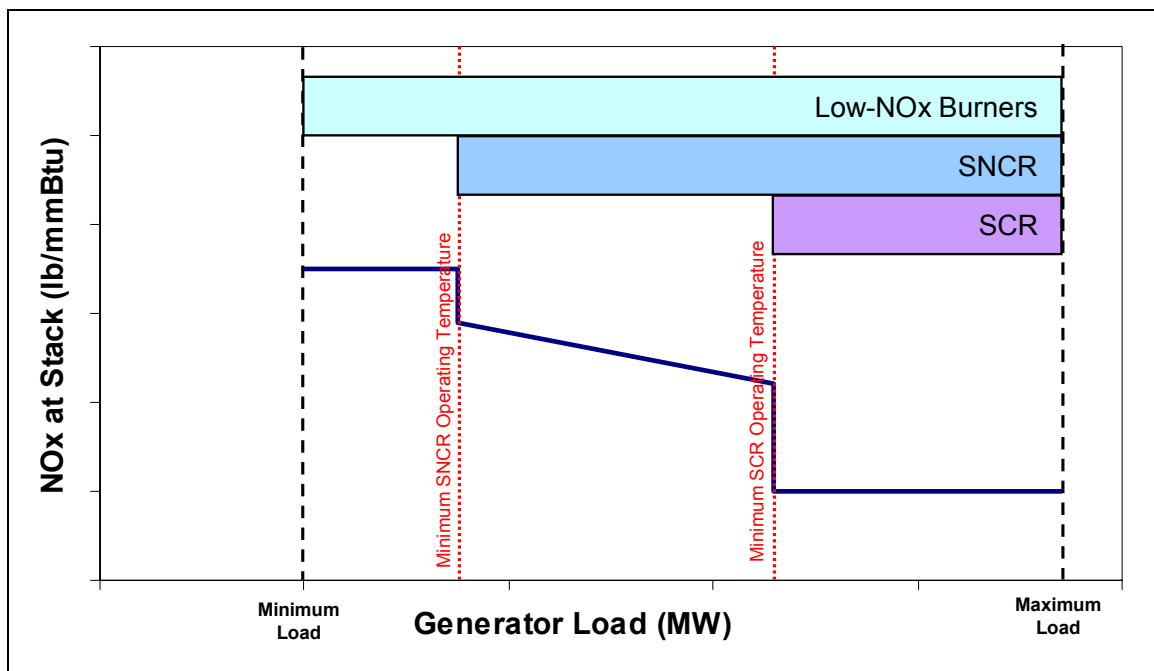 Low-NOx Burners
SNCR
SCR
NOx at Stack (lb/mmBtu)
Minimum SNCR Operating Temperature
Minimum SCR Operating Temperature
Minimum
Load
Generator Load (MW)
Maximum
Load